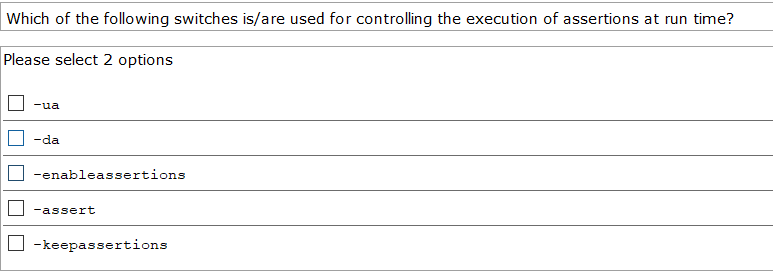 Which of the following switches is/are used for controlling the execution of assertions at run time?
Please select 2 options
-ua
-da
-enableassertions
-assert
-keepassertions